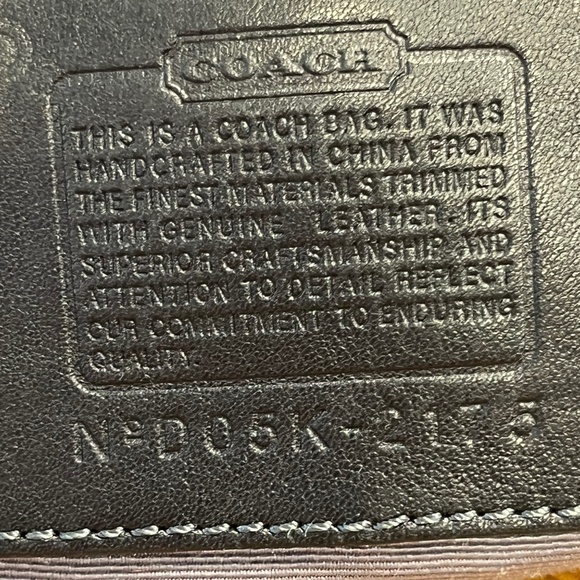 COACH
THIS IS A COACH BAG. IT WAS
HANDCRAFTED IN CHINA FROM
THE FINEST MATERIALS TRIMMED
WITH GENUINE LEATHER. ITS
SUPERIOR CRAFTSMANSHIP AND
ATTENTION TO DETAIL REFLECT
OUR COMMITMENT TO ENDURING
QUALITY.
Nº D05K-2175